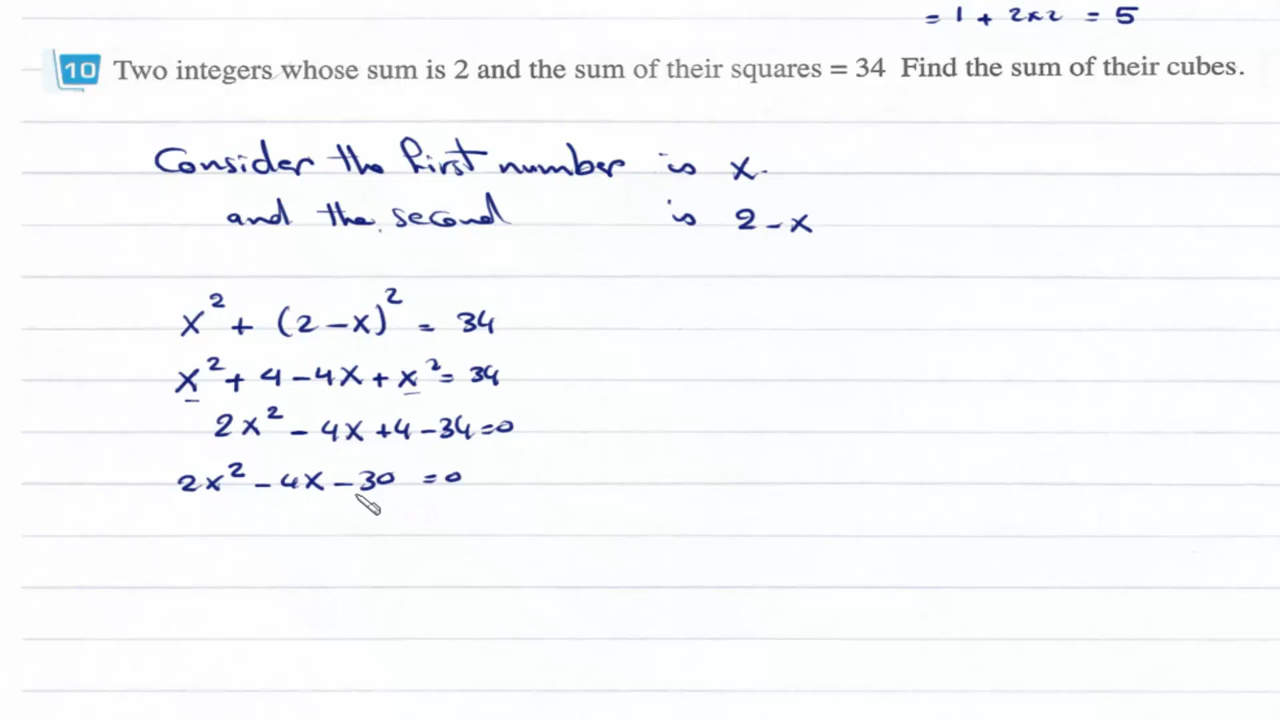 = 1 + 2×2 = 5
10 Two integers whose sum is 2 and the sum of their squares = 34 Find the sum of their cubes.
Consider the first number is x.
and the second is 2 - x
x² + (2 - x)² = 34
x² + 4 - 4x + x² = 34
2x² - 4x + 4 - 34 = 0
2x² - 4x - 30 = 0